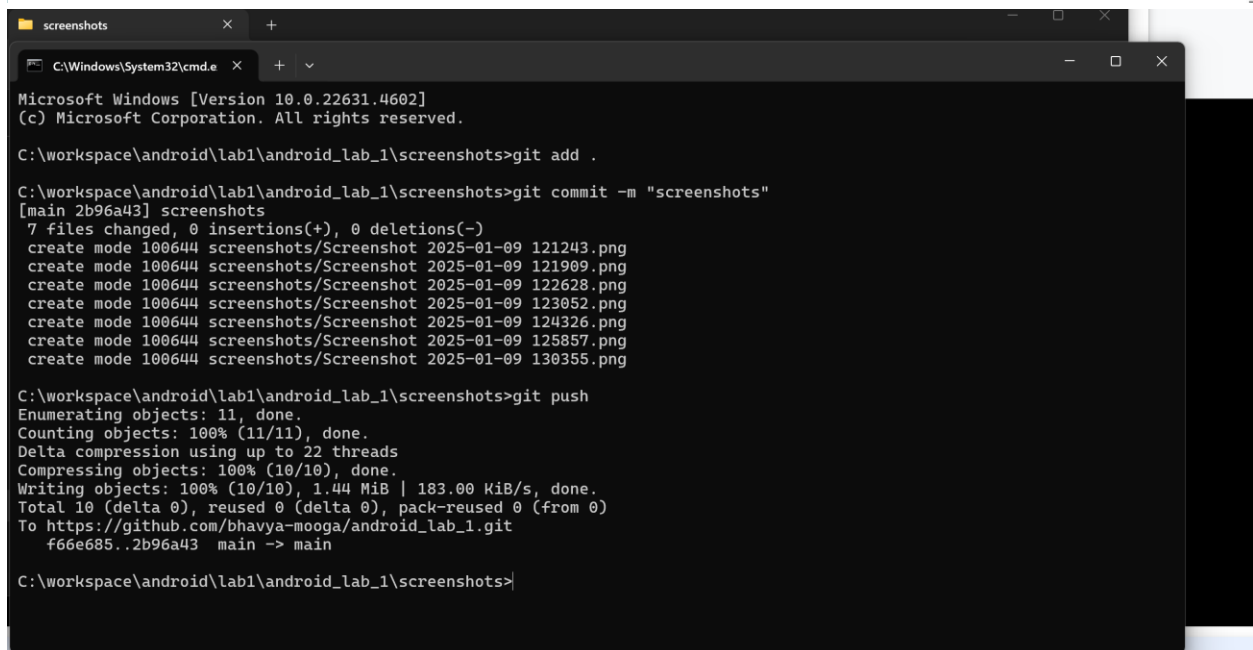 screenshots
C:\Windows\System32\cmd.e
Microsoft Windows [Version 10.0.22631.4602]
(c) Microsoft Corporation. All rights reserved.
C:\workspace\android\lab1\android_lab_1\screenshots>git add .
C:\workspace\android\lab1\android_lab_1\screenshots>git commit -m "screenshots"
[main 2b96a43] screenshots
 7 files changed, 0 insertions(+), 0 deletions(-)
 create mode 100644 screenshots/Screenshot 2025-01-09 121243.png
 create mode 100644 screenshots/Screenshot 2025-01-09 121909.png
 create mode 100644 screenshots/Screenshot 2025-01-09 122628.png
 create mode 100644 screenshots/Screenshot 2025-01-09 123052.png
 create mode 100644 screenshots/Screenshot 2025-01-09 124326.png
 create mode 100644 screenshots/Screenshot 2025-01-09 125857.png
 create mode 100644 screenshots/Screenshot 2025-01-09 130355.png
C:\workspace\android\lab1\android_lab_1\screenshots>git push
Enumerating objects: 11, done.
Counting objects: 100% (11/11), done.
Delta compression using up to 22 threads
Compressing objects: 100% (10/10), done.
Writing objects: 100% (10/10), 1.44 MiB | 183.00 KiB/s, done.
Total 10 (delta 0), reused 0 (delta 0), pack-reused 0 (from 0)
To https://github.com/bhavya-mooga/android_lab_1.git
   f66e685..2b96a43  main -> main
C:\workspace\android\lab1\android_lab_1\screenshots>